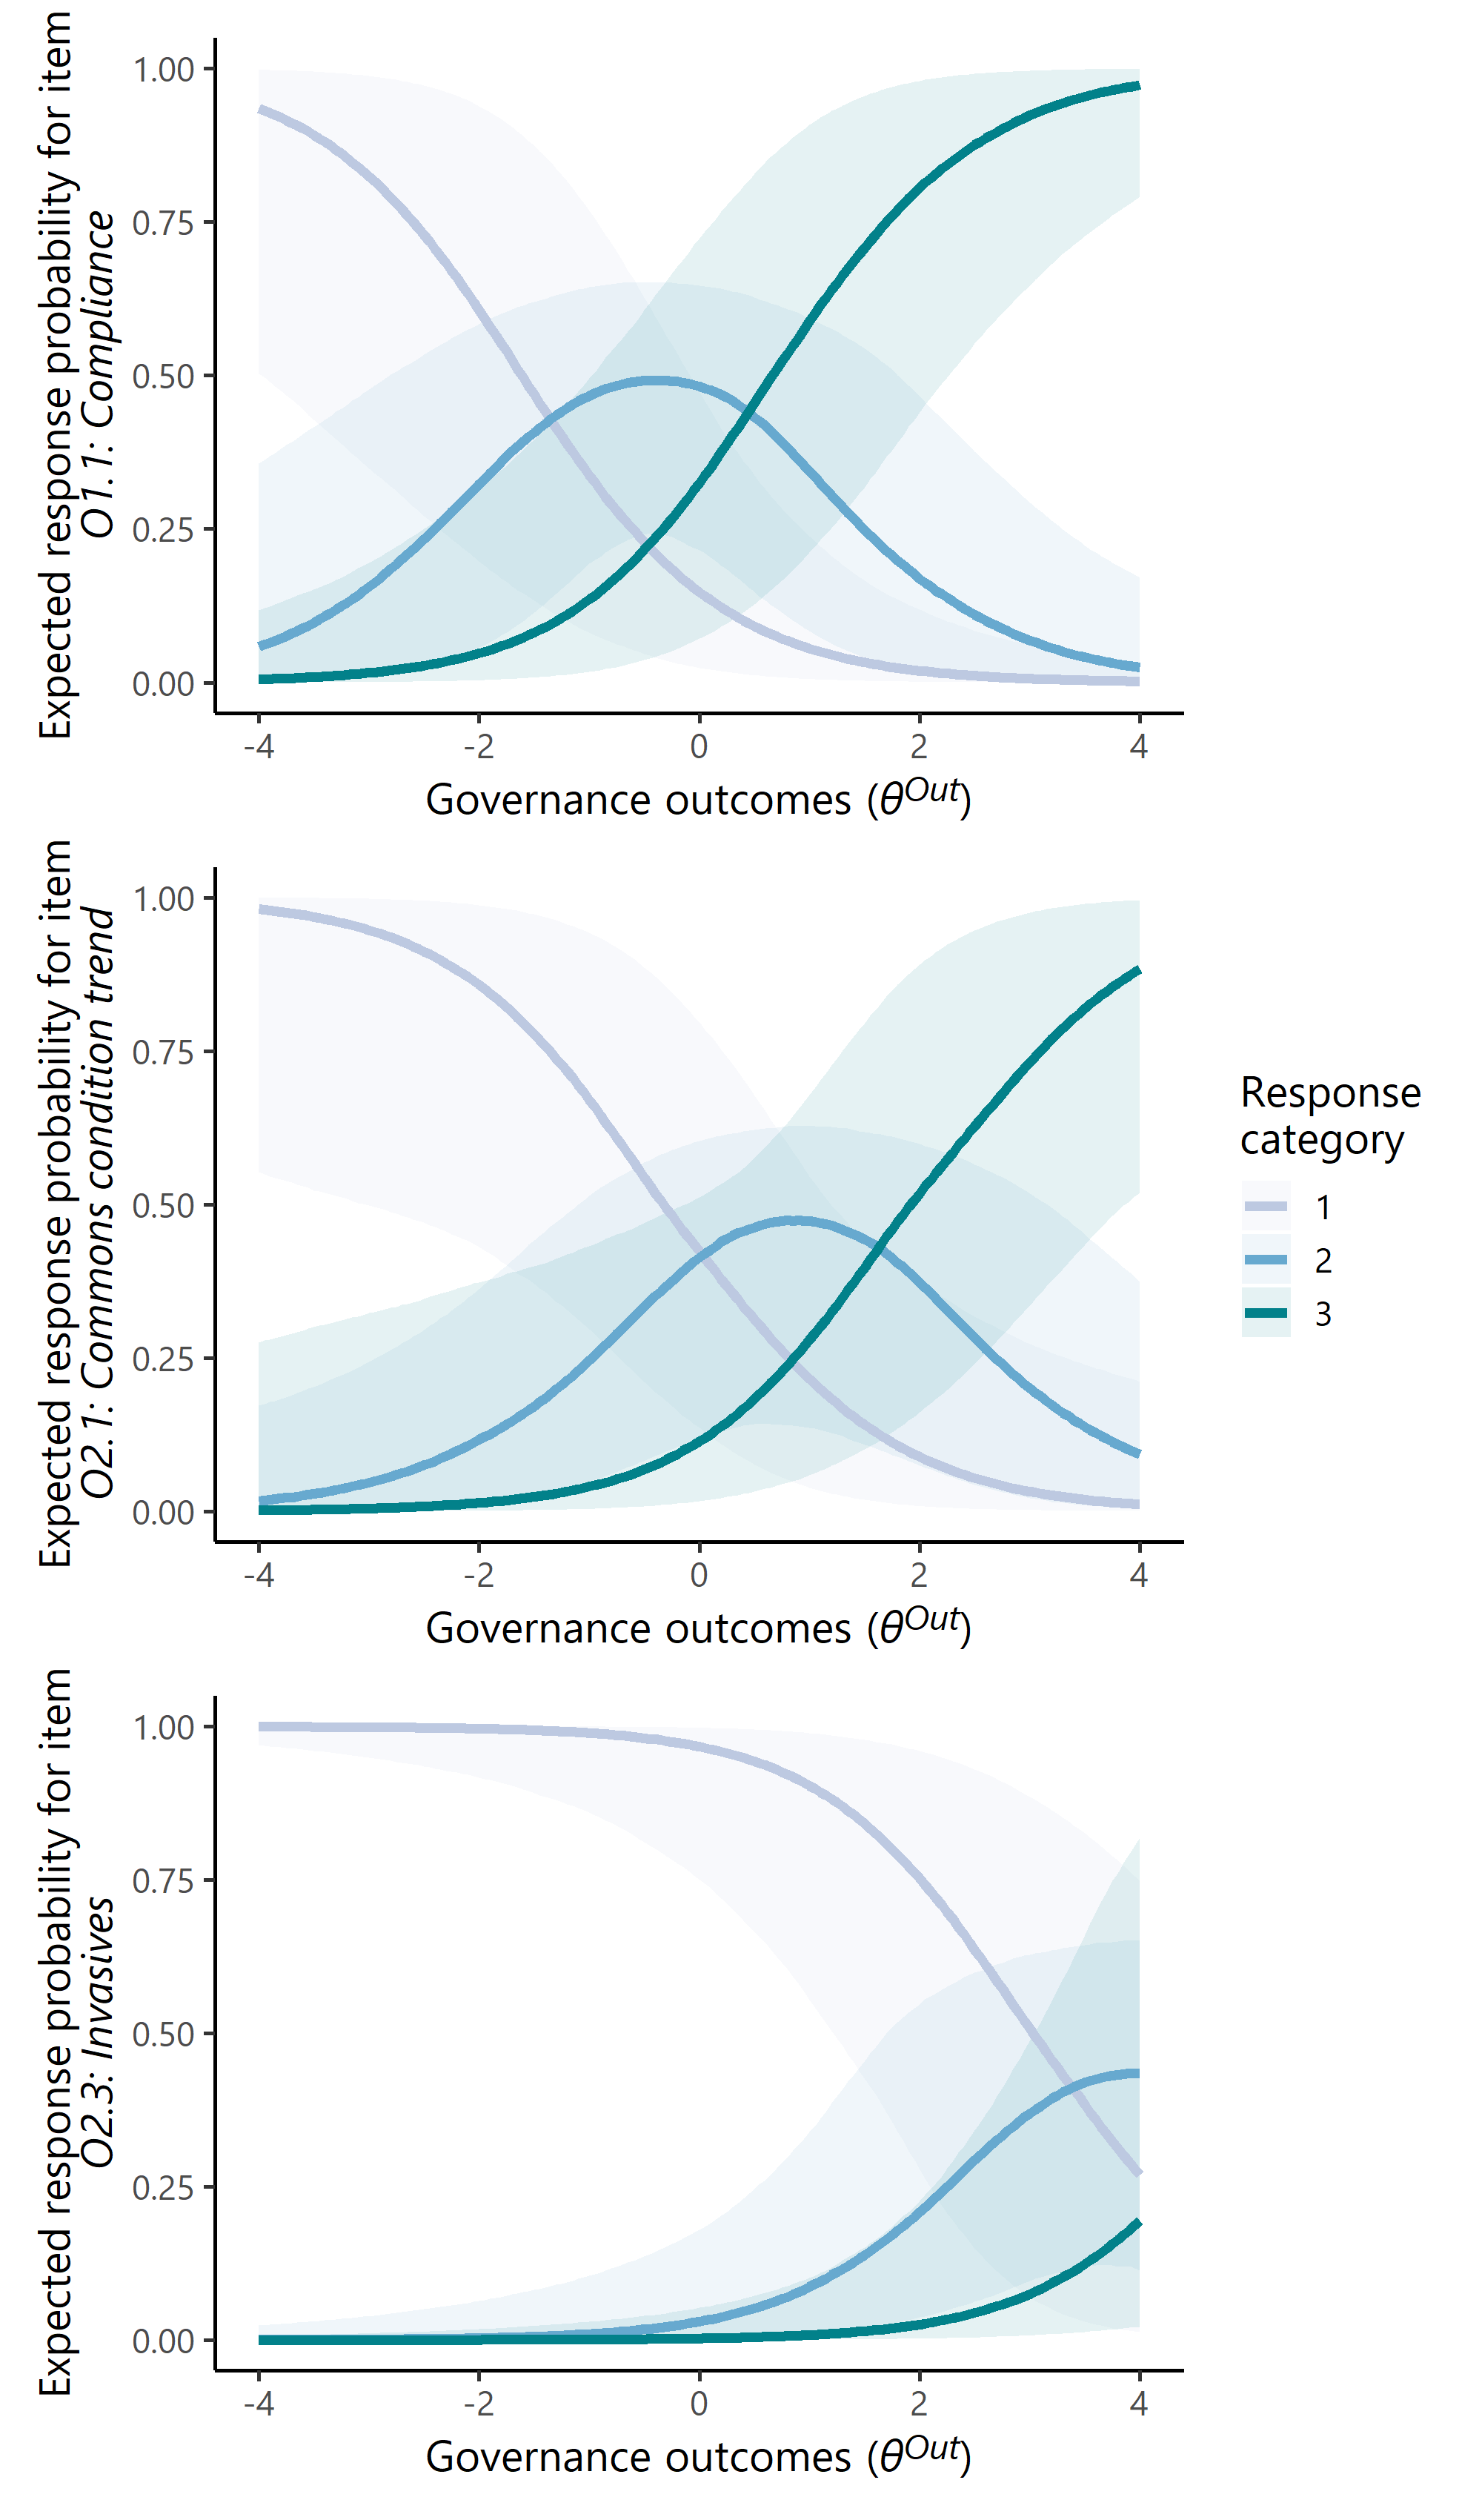 Expected response probability for item
O1.1: Compliance
1.00
0.75
0.50
0.25
0.00
-4 -2 0 2 4
Governance outcomes (θ^Out)
Expected response probability for item
O2.1: Commons condition trend
1.00
0.75
0.50
0.25
0.00
-4 -2 0 2 4
Governance outcomes (θ^Out)
Response
category
1
2
3
Expected response probability for item
O2.3: Invasives
1.00
0.75
0.50
0.25
0.00
-4 -2 0 2 4
Governance outcomes (θ^Out)